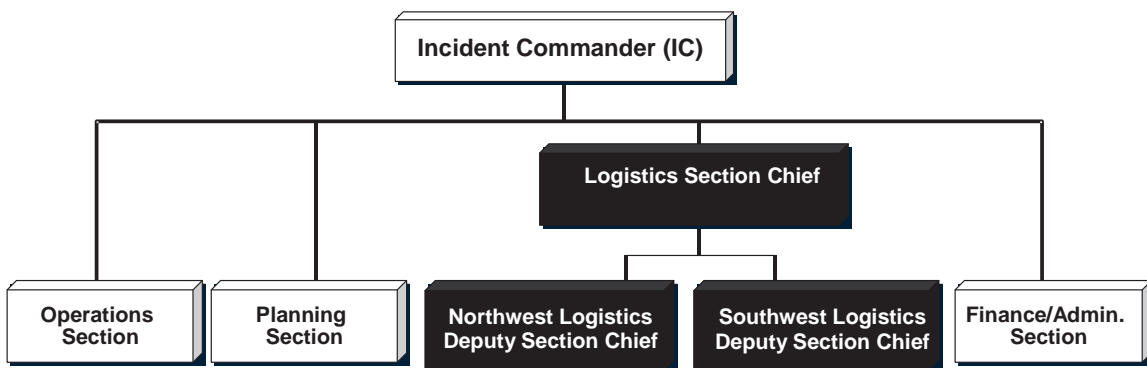 Incident Commander (IC)
Logistics Section Chief
Operations
Section
Planning
Section
Northwest Logistics
Deputy Section Chief
Southwest Logistics
Deputy Section Chief
Finance/Admin.
Section